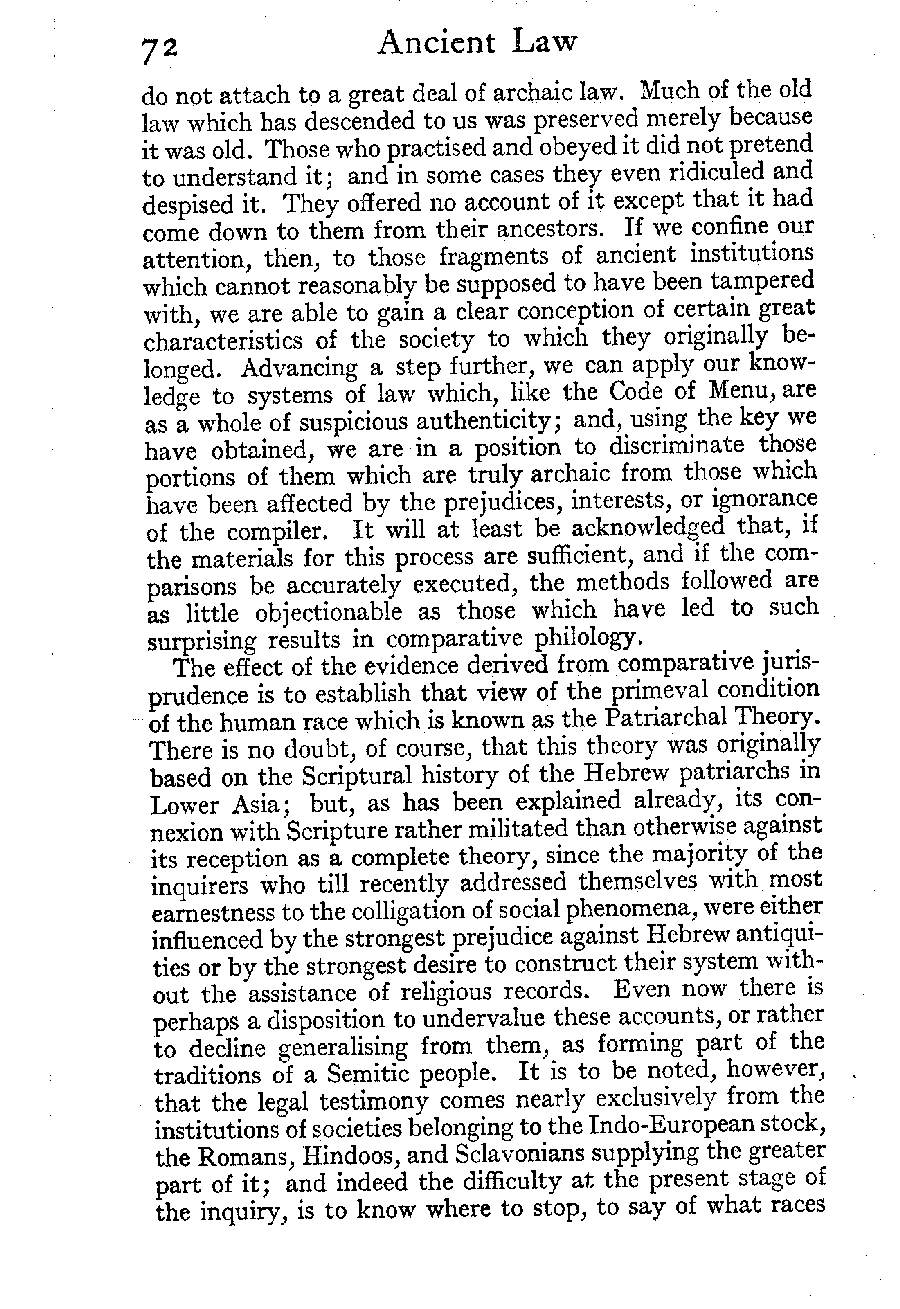 72 Ancient Law
do not attach to a great deal of archaic law. Much of the old
law which has descended to us was preserved merely because
it was old. Those who practised and obeyed it did not pretend
to understand it; and in some cases they even ridiculed and
despised it. They offered no account of it except that it had
come down to them from their ancestors. If we confine our
attention, then, to those fragments of ancient institutions
which cannot reasonably be supposed to have been tampered
with, we are able to gain a clear conception of certain great
characteristics of the society to which they originally be-
longed. Advancing a step further, we can apply our know-
ledge to systems of law which, like the Code of Menu, are
as a whole of suspicious authenticity; and, using the key we
have obtained, we are in a position to discriminate those
portions of them which are truly archaic from those which
have been affected by the prejudices, interests, or ignorance
of the compiler. It will at least be acknowledged that, if
the materials for this process are sufficient, and if the com-
parisons be accurately executed, the methods followed are
as little objectionable as those which have led to such
surprising results in comparative philology.
The effect of the evidence derived from comparative juris-
prudence is to establish that view of the primeval condition
of the human race which is known as the Patriarchal Theory.
There is no doubt, of course, that this theory was originally
based on the Scriptural history of the Hebrew patriarchs in
Lower Asia; but, as has been explained already, its con-
nexion with Scripture rather militated than otherwise against
its reception as a complete theory, since the majority of the
inquirers who till recently addressed themselves with most
earnestness to the colligation of social phenomena, were either
influenced by the strongest prejudice against Hebrew antiqui-
ties or by the strongest desire to construct their system with-
out the assistance of religious records. Even now there is
perhaps a disposition to undervalue these accounts, or rather
to decline generalising from them, as forming part of the
traditions of a Semitic people. It is to be noted, however,
that the legal testimony comes nearly exclusively from the
institutions of societies belonging to the Indo-European stock,
the Romans, Hindoos, and Sclavonians supplying the greater
part of it; and indeed the difficulty at the present stage of
the inquiry, is to know where to stop, to say of what races